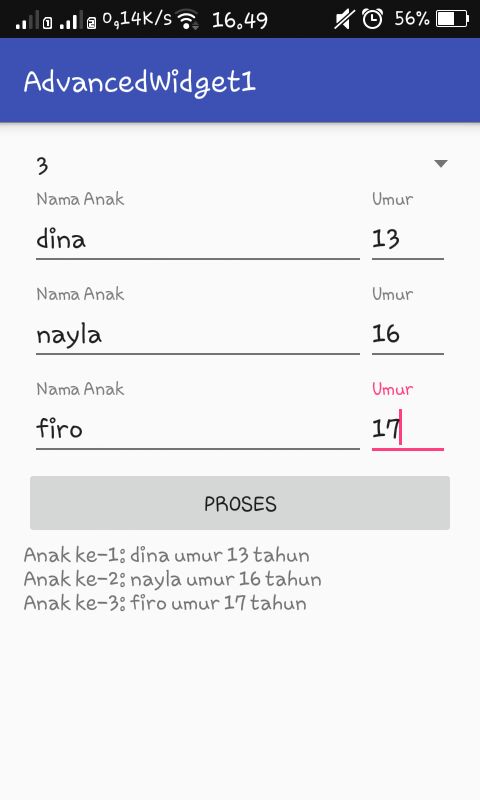 1 2 0,14K/s 16.49 56%
AdvancedWidget1
3
Nama Anak Umur
dina 13
Nama Anak Umur
nayla 16
Nama Anak Umur
firo 17
PROSES
Anak ke-1: dina umur 13 tahun
Anak ke-2: nayla umur 16 tahun
Anak ke-3: firo umur 17 tahun